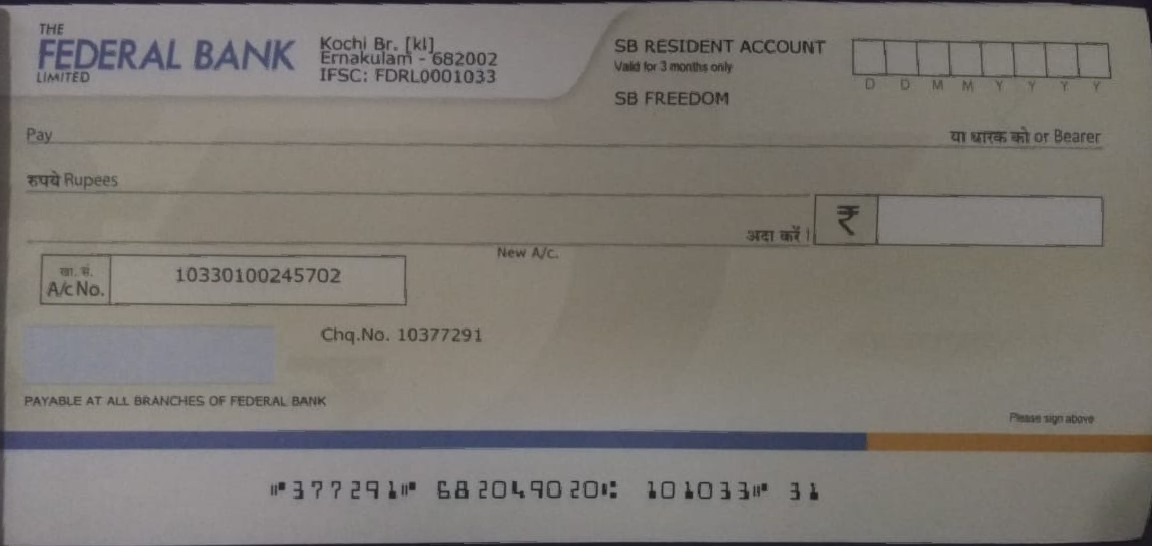 THE
FEDERAL BANK
LIMITED
Kochi Br. [kl]
Ernakulam - 682002
IFSC: FDRL0001033
SB RESIDENT ACCOUNT
Valid for 3 months only
SB FREEDOM
D D M M Y Y Y Y
Pay या धारक को or Bearer
रुपये Rupees
अदा करें । ₹
New A/c.
खा. सं.
A/c No. 10330100245702
Chq.No. 10377291
PAYABLE AT ALL BRANCHES OF FEDERAL BANK
Please sign above
⑈377291⑈ 682049020⑆ 101033⑈ 31